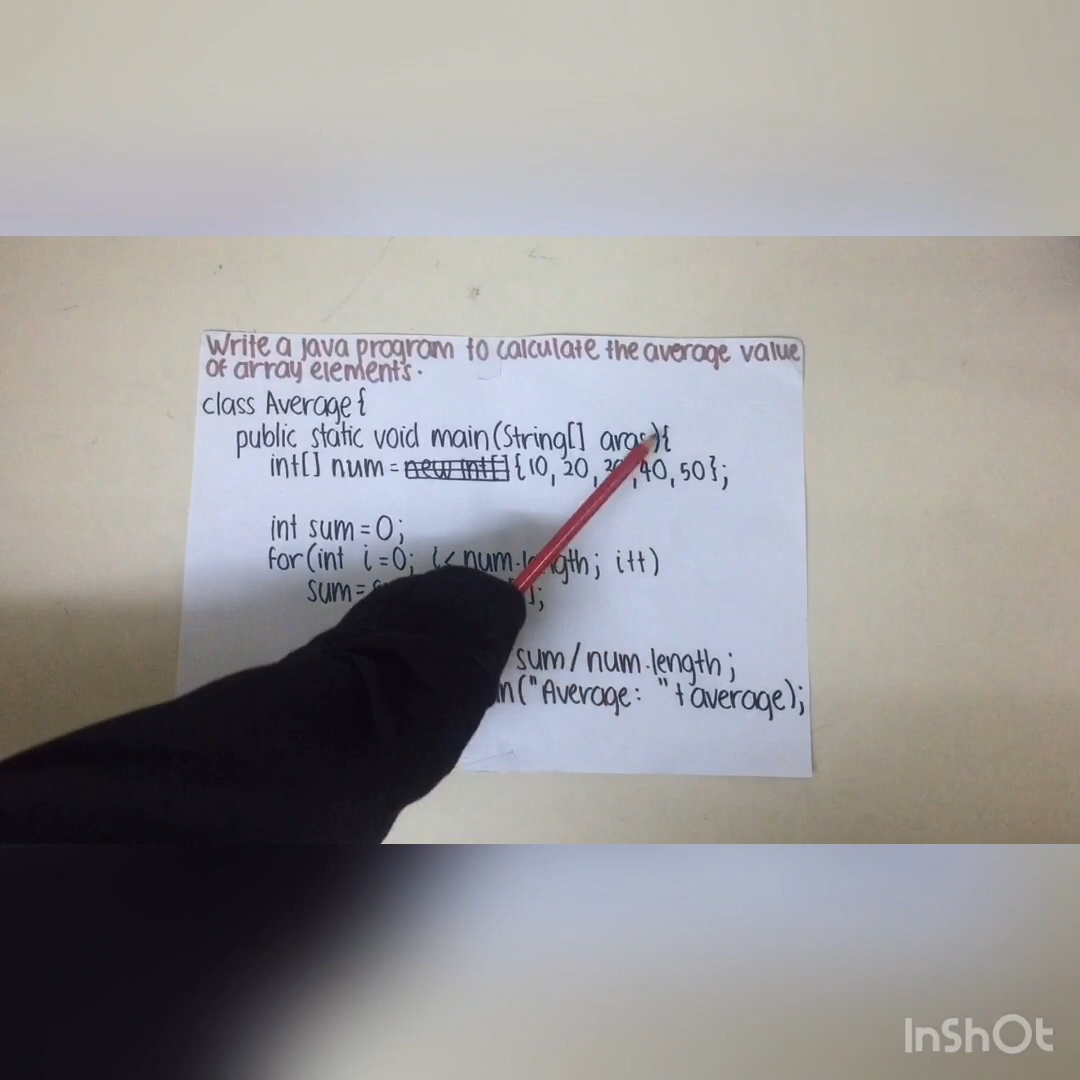 Write a java program to calculate the average value
of array elements.
class Average{
public static void main(String[] args){
int[] num = {10, 20, 30, 40, 50};
int sum = 0;
for(int i=0; i< num.length; i++)
sum=
];
sum / num.length;
("Average: " + average);
InShOt